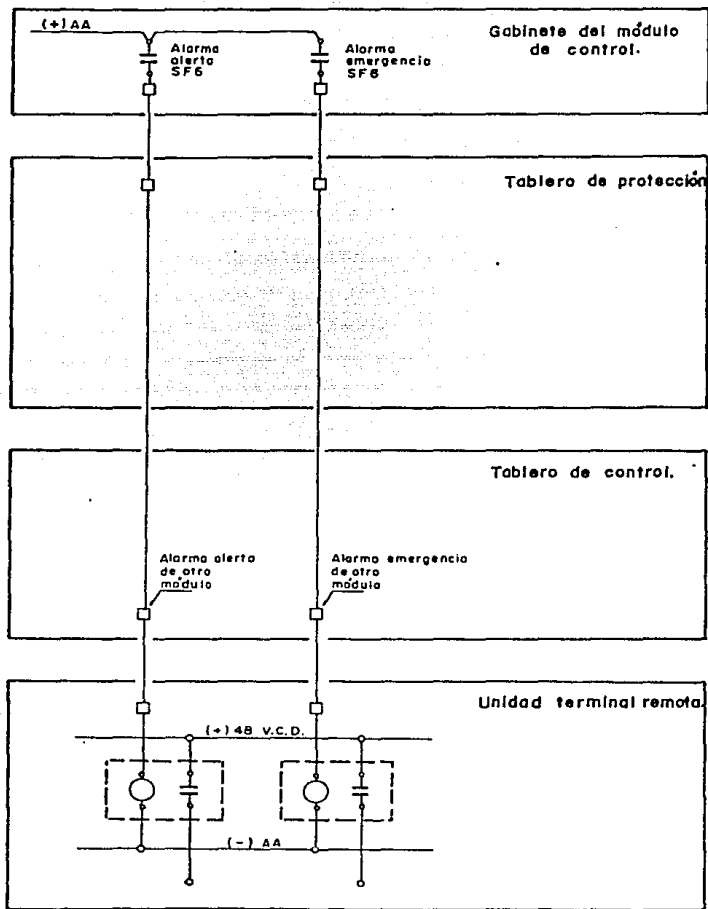 (+) AA
Alarma
alerta
SF6
Alarma
emergencia
SF6
Gabinete del módulo
de control.
Tablero de protección
Tablero de control.
Alarma alerta
de otro
módulo
Alarma emergencia
de otro
módulo
Unidad terminal remota.
(+) 48 V.C.D.
(-) AA